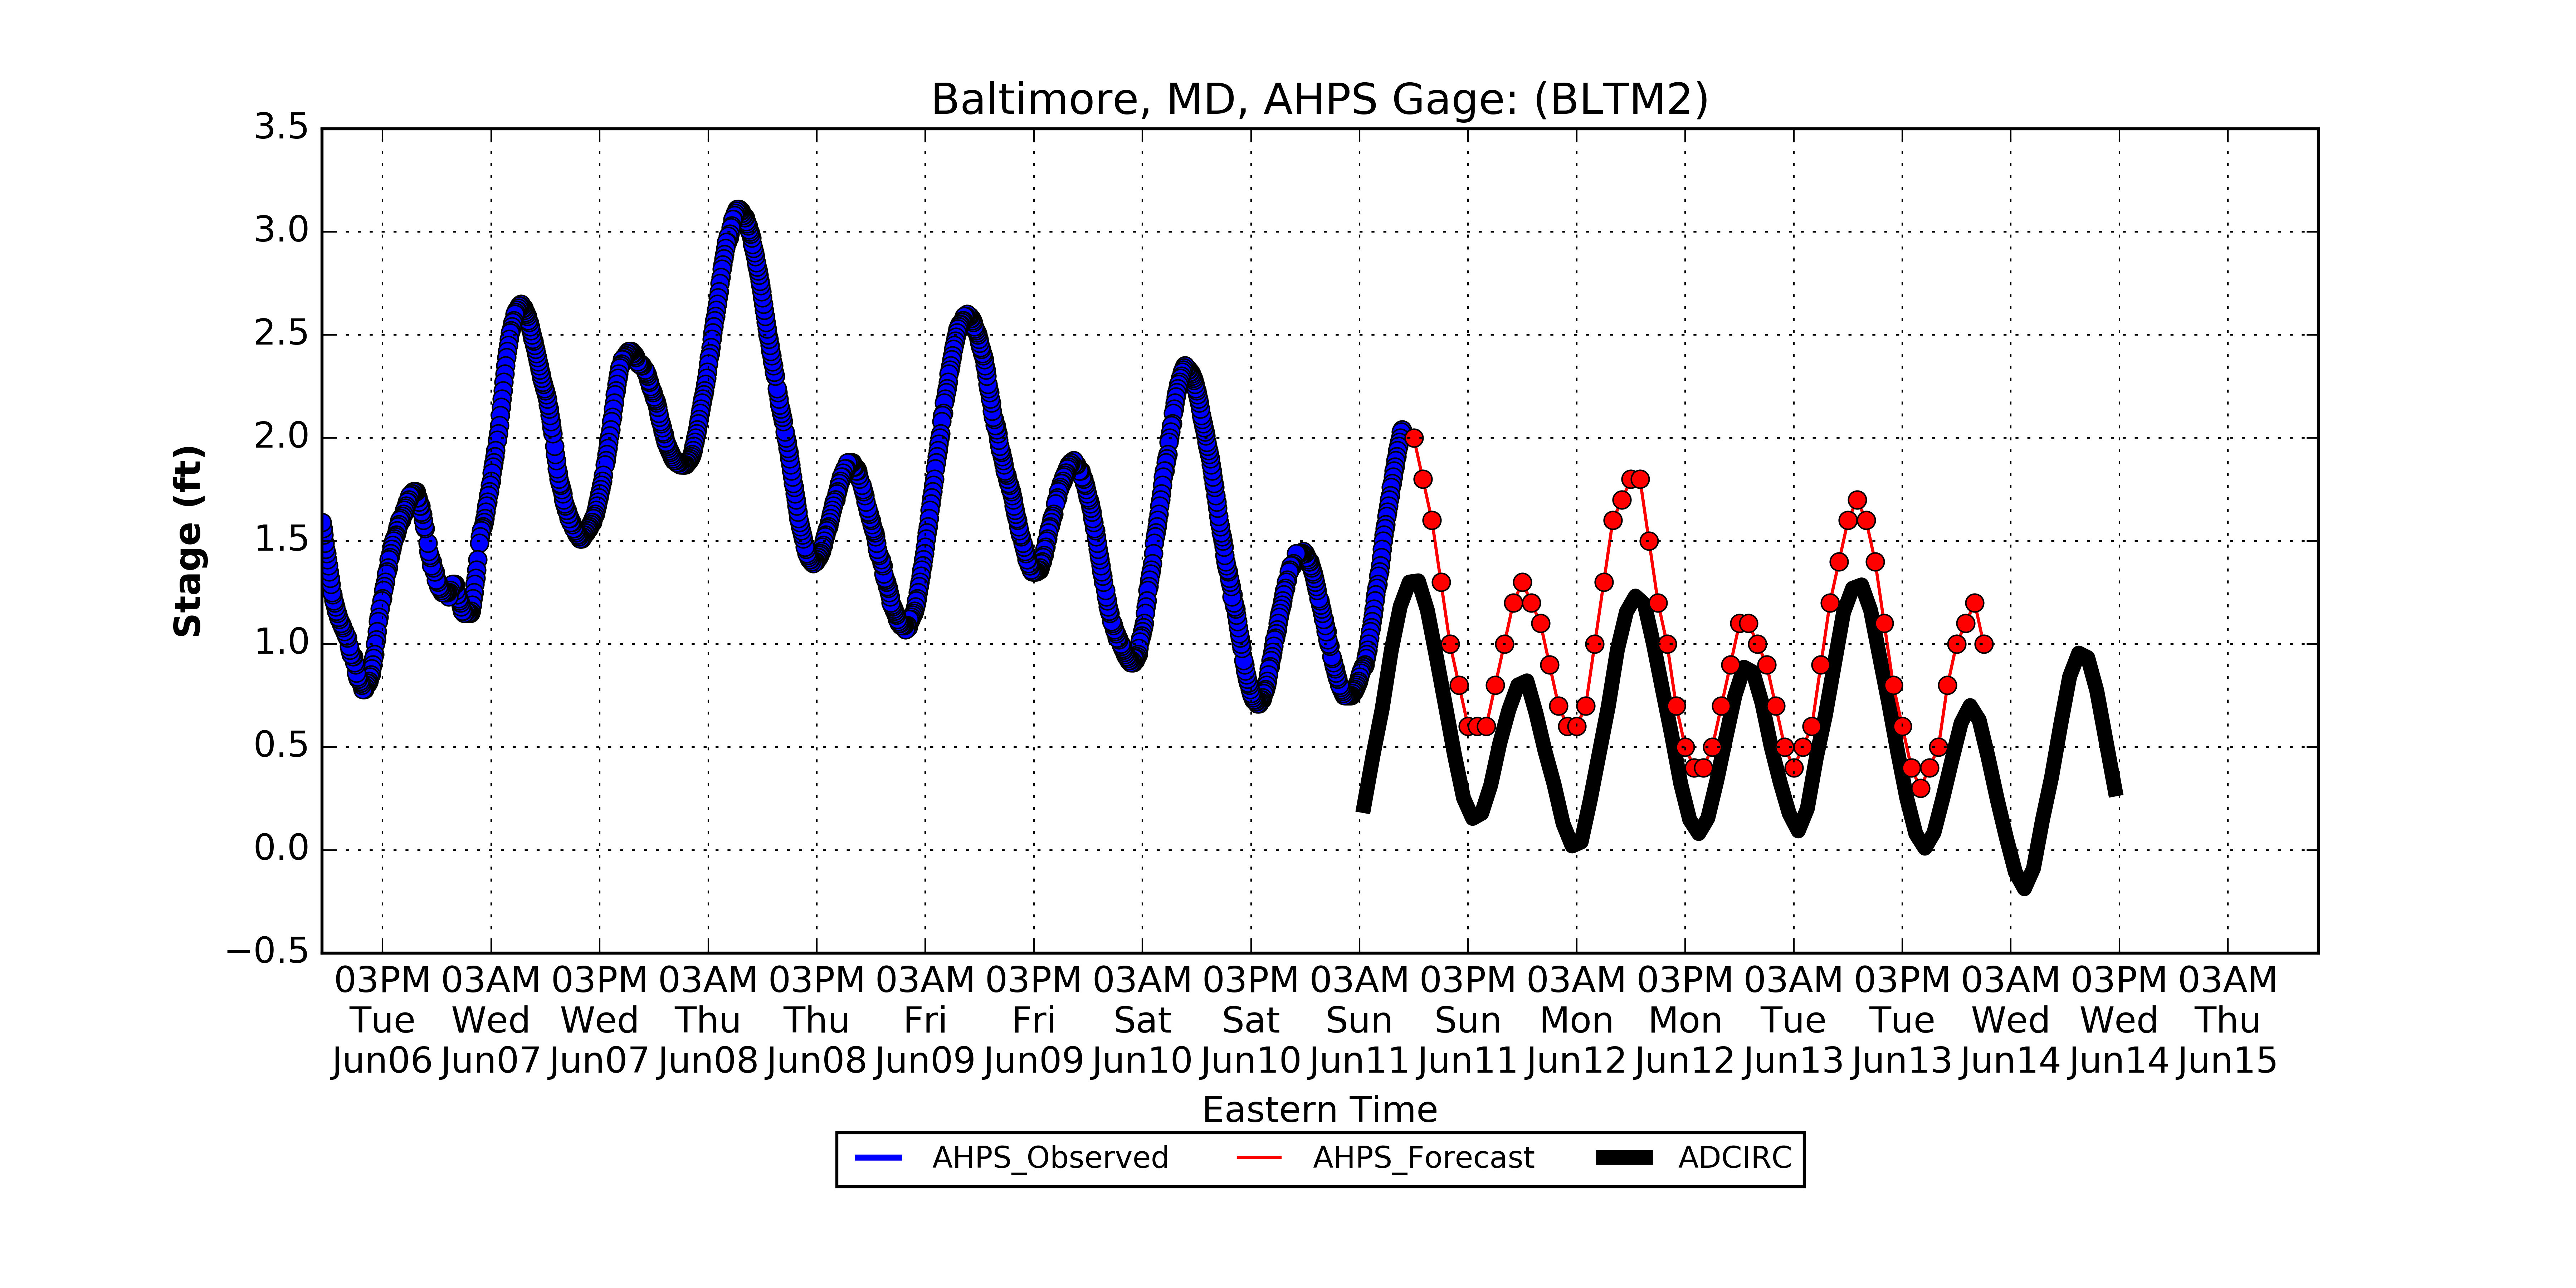 Baltimore, MD, AHPS Gage: (BLTM2)
3.5
3.0
2.5
2.0
1.5
1.0
0.5
0.0
−0.5
Stage (ft)
03PM 03AM 03PM 03AM 03PM 03AM 03PM 03AM 03PM 03AM 03PM 03AM 03PM 03AM 03PM 03AM 03PM 03AM
Tue Wed Wed Thu Thu Fri Fri Sat Sat Sun Sun Mon Mon Tue Tue Wed Wed Thu
Jun06 Jun07 Jun07 Jun08 Jun08 Jun09 Jun09 Jun10 Jun10 Jun11 Jun11 Jun12 Jun12 Jun13 Jun13 Jun14 Jun14 Jun15
Eastern Time
AHPS_Observed AHPS_Forecast ADCIRC